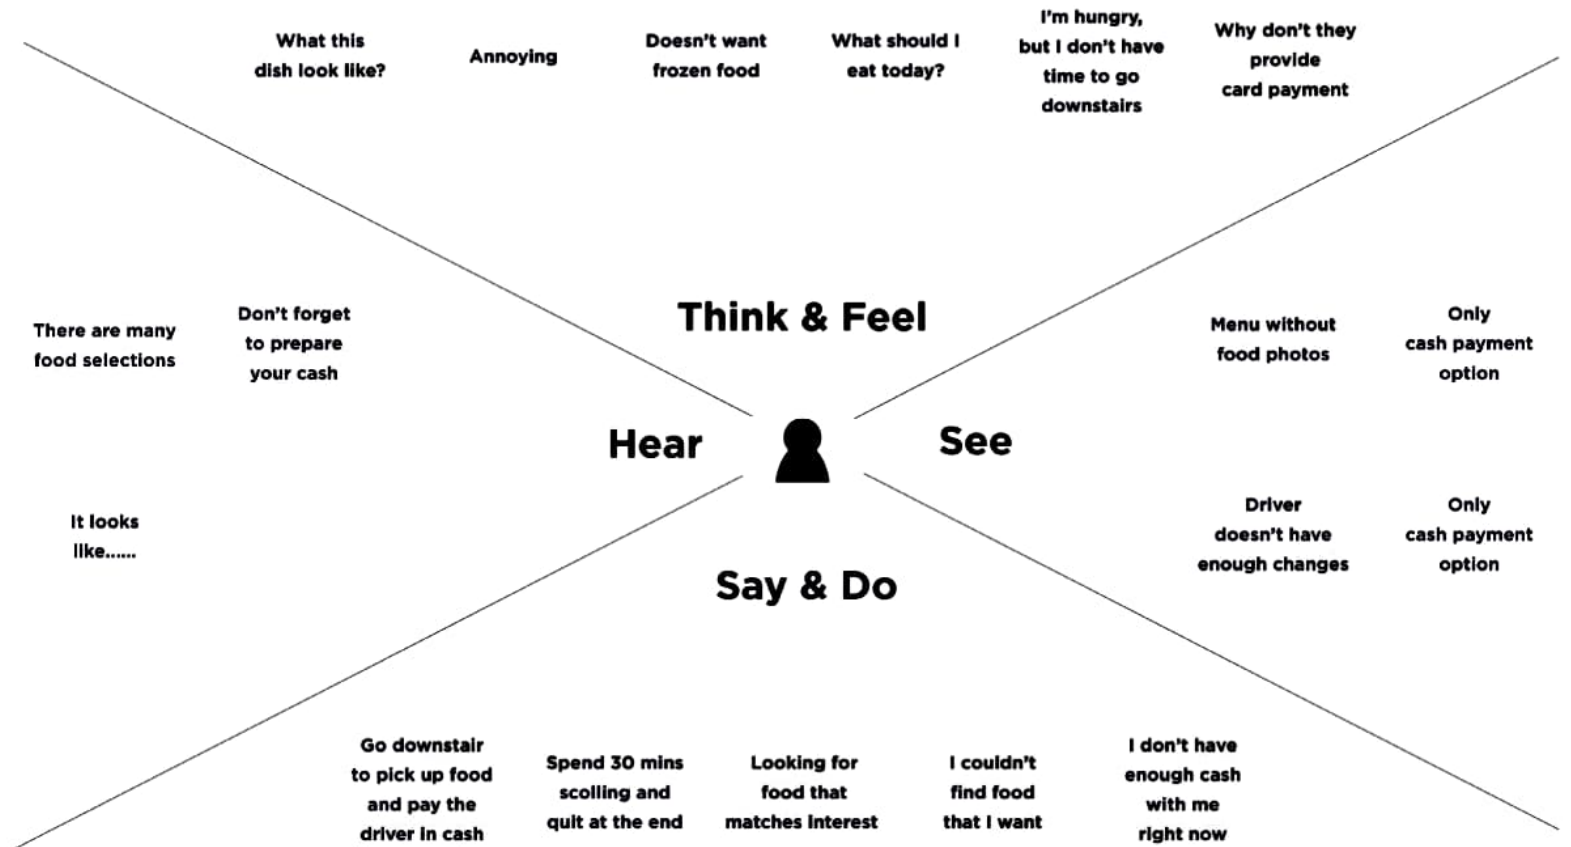 What this
dish look like?
Annoying
Doesn't want
frozen food
What should I
eat today?
I'm hungry,
but I don't have
time to go
downstairs
Why don't they
provide
card payment
Think & Feel
There are many
food selections
Don't forget
to prepare
your cash
It looks
like......
Hear
See
Menu without
food photos
Only
cash payment
option
Driver
doesn't have
enough changes
Only
cash payment
option
Say & Do
Go downstair
to pick up food
and pay the
driver in cash
Spend 30 mins
scolling and
quit at the end
Looking for
food that
matches interest
I couldn't
find food
that I want
I don't have
enough cash
with me
right now